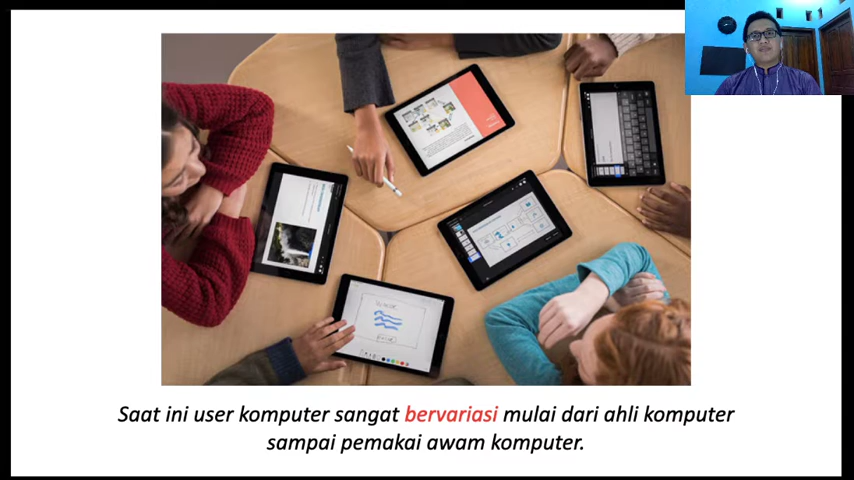 Saat ini user komputer sangat bervariasi mulai dari ahli komputer
sampai pemakai awam komputer.